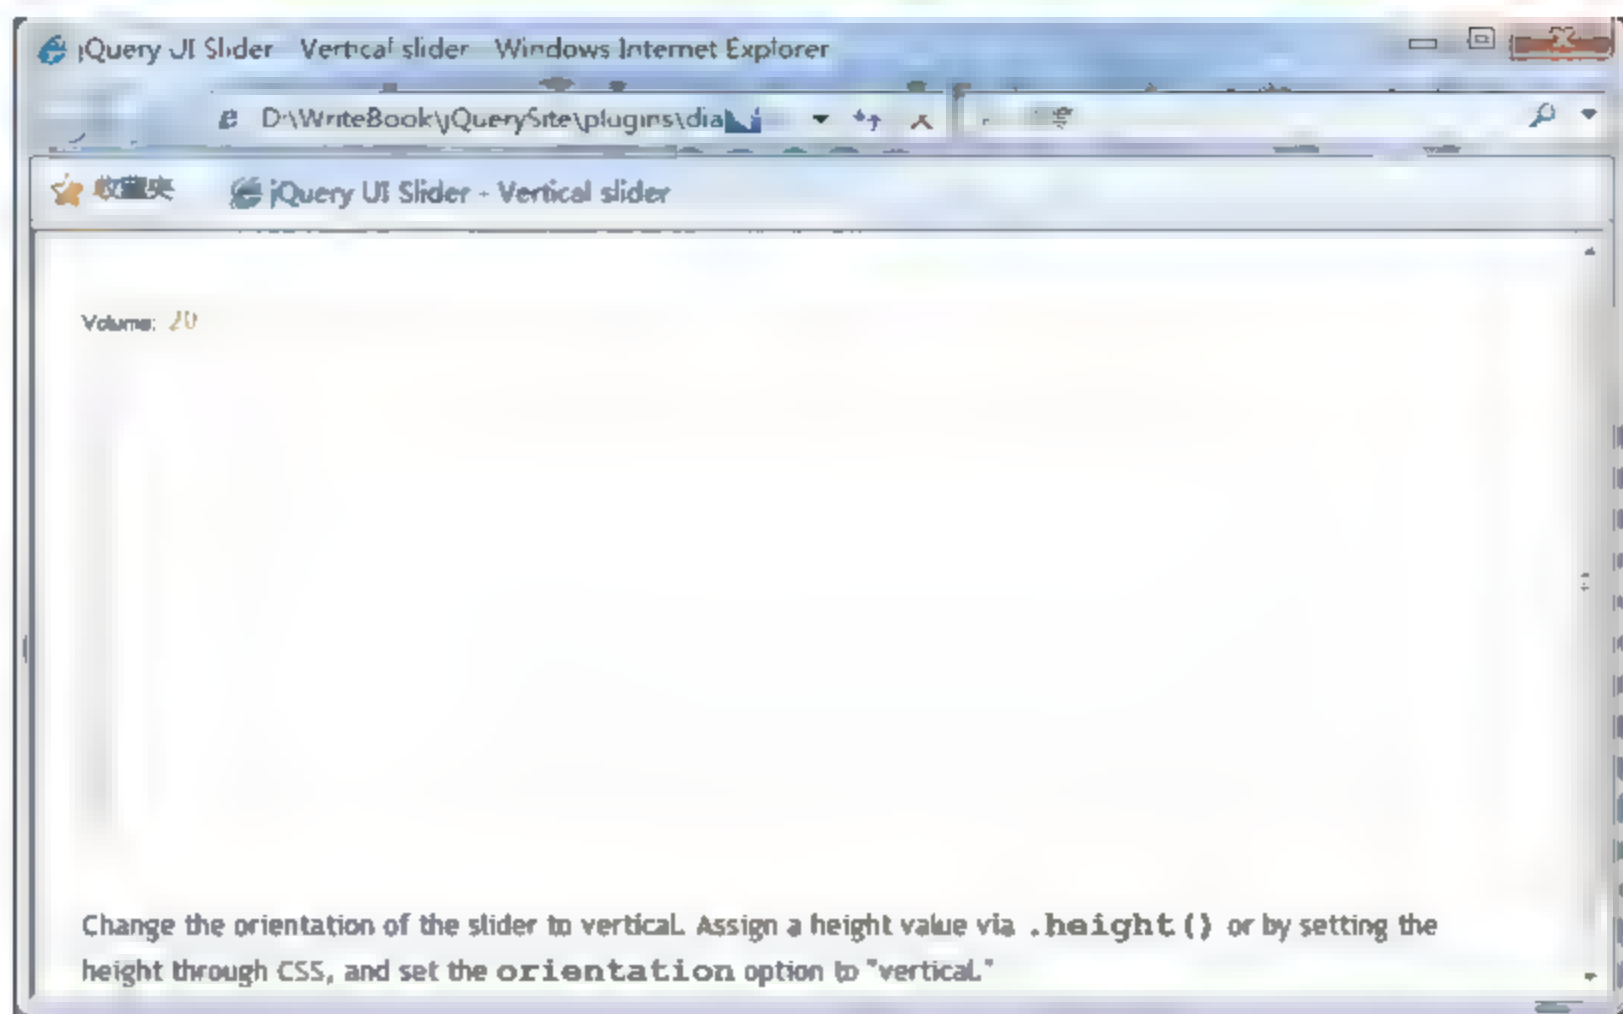 jQuery UI Slider - Vertical slider - Windows Internet Explorer
D:\WriteBook\jQuerySite\plugins\dia
收藏夹
jQuery UI Slider - Vertical slider
Volume: 20
Change the orientation of the slider to vertical. Assign a height value via .height() or by setting the
height through CSS, and set the orientation option to "vertical."